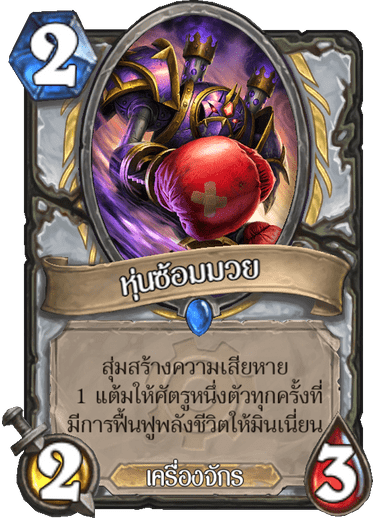 2
หุ่นซ้อมมวย
สุ่มสร้างความเสียหาย
1 แต้มให้ศัตรูหนึ่งตัวทุกครั้งที่
มีการฟื้นฟูพลังชีวิตให้มินเนี่ยน
2
เครื่องจักร
3